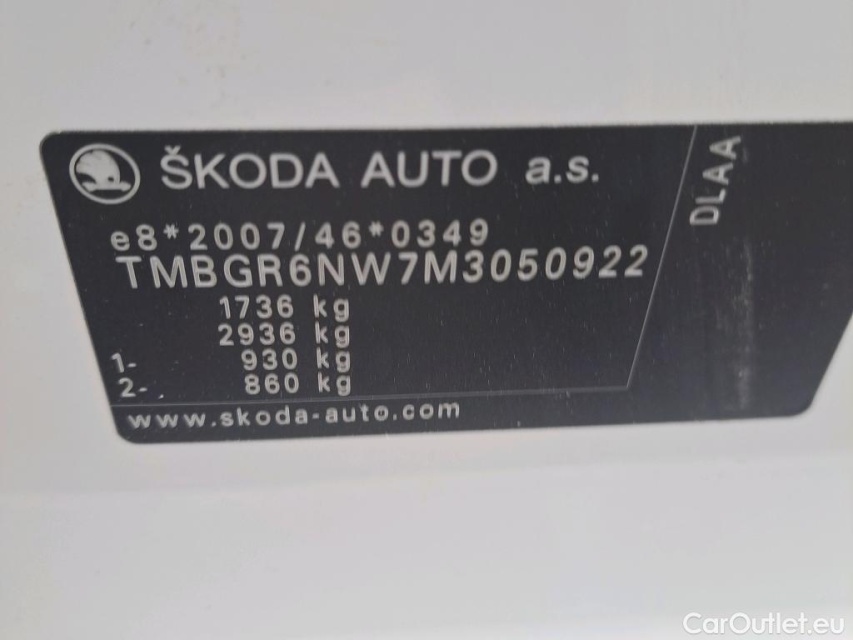 ŠKODA AUTO a.s.
e8*2007/46*0349
TMBGR6NW7M3050922
1736 kg
2936 kg
1- 930 kg
2- 860 kg
www.skoda-auto.com
DLAA
CarOutlet.eu